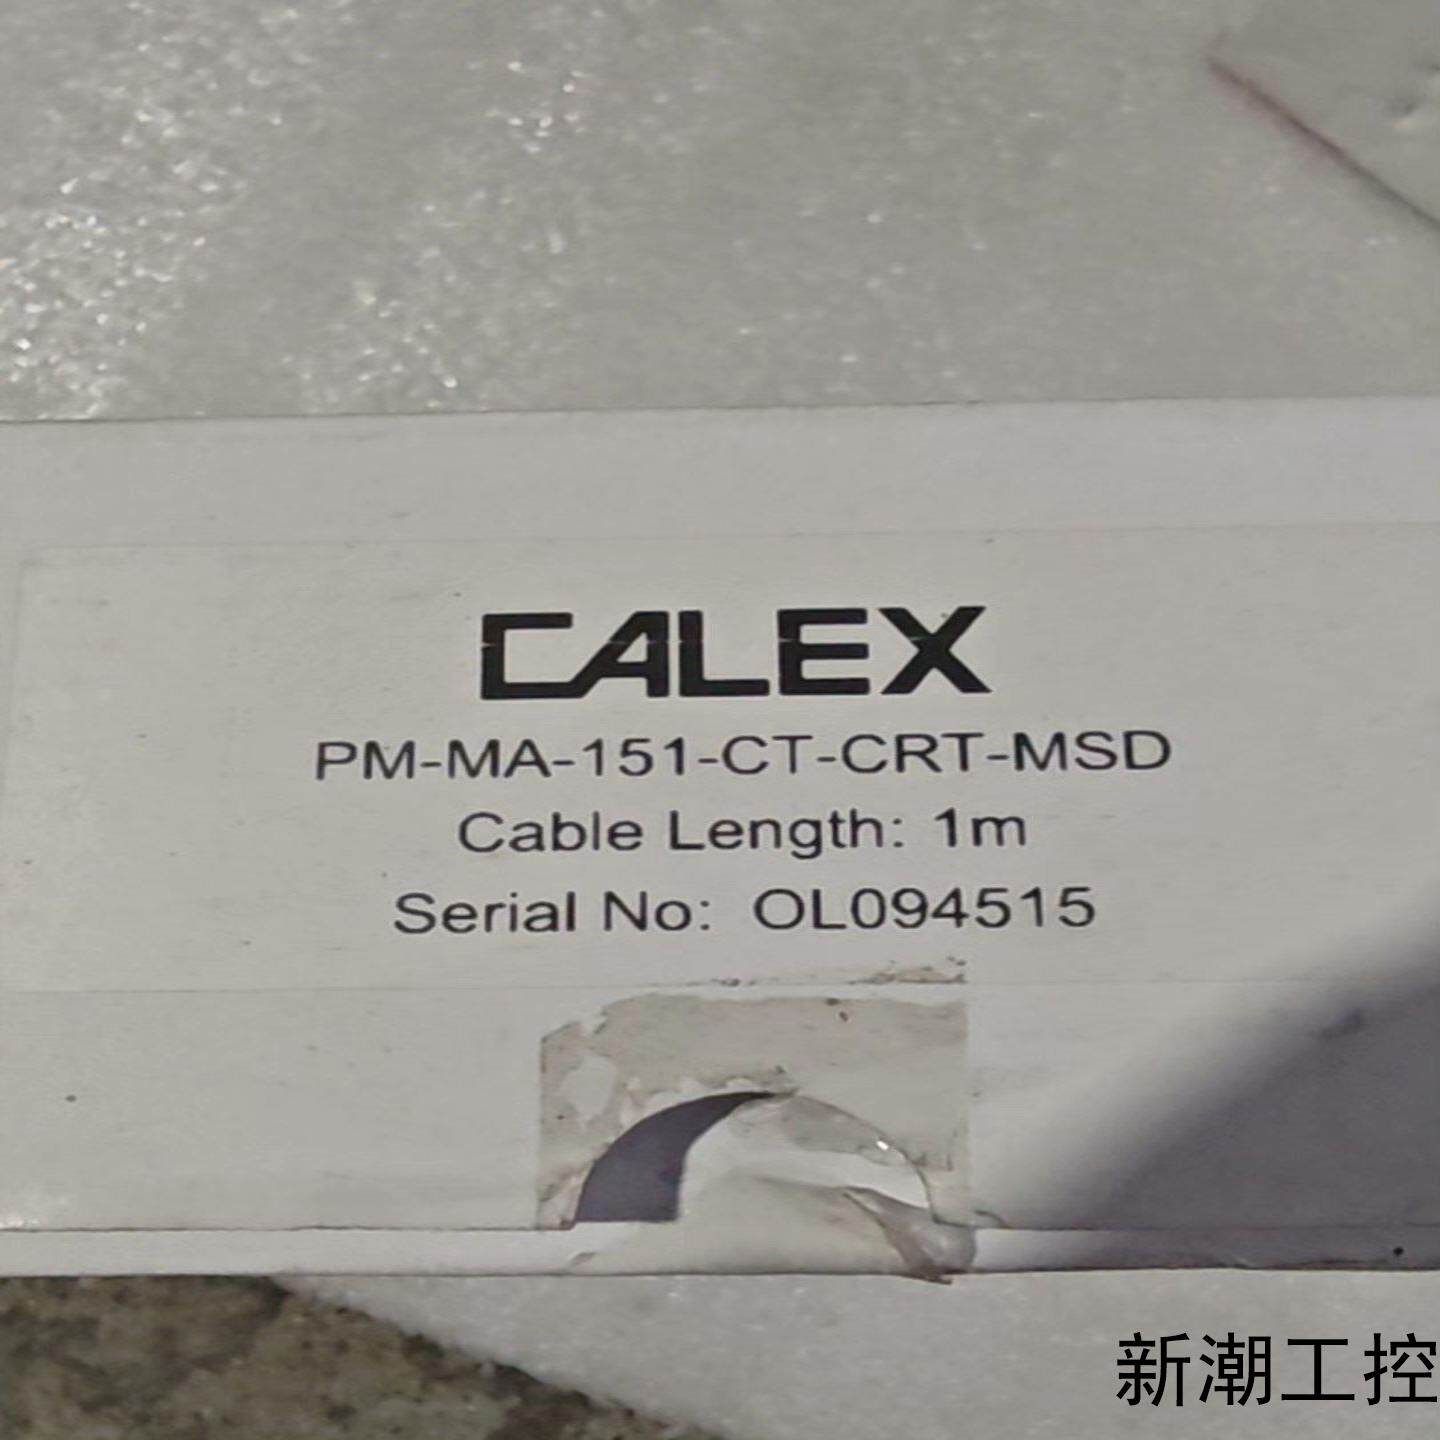 CALEX
PM-MA-151-CT-CRT-MSD
Cable Length: 1m
Serial No: OL094515
新潮工控